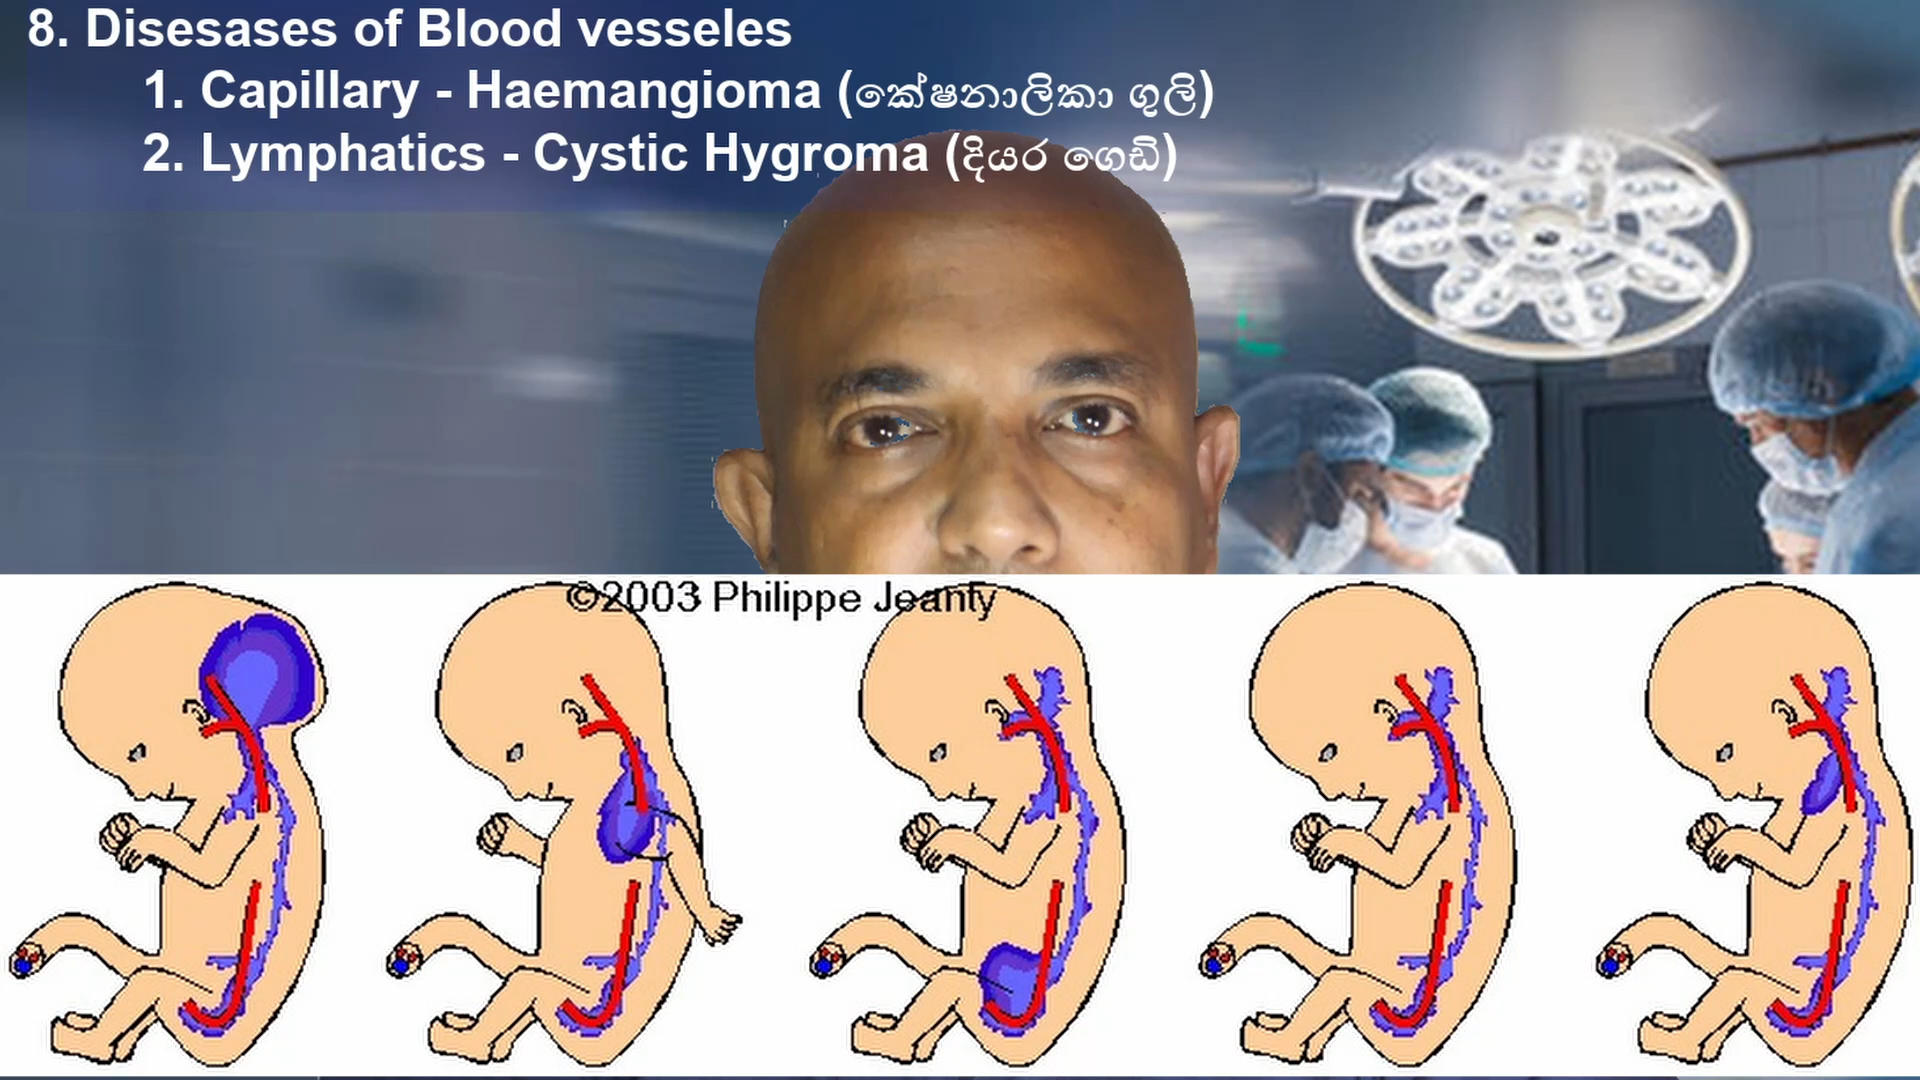 8. Disesases of Blood vesseles
1. Capillary - Haemangioma (කේෂනාලිකා ගුලි)
2. Lymphatics - Cystic Hygroma (දියර ගෙඩි)
©2003 Philippe Jeanty